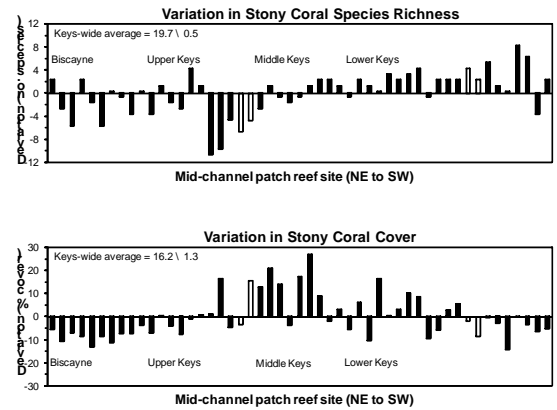 Variation in Stony Coral Species Richness
12
8
4
0
-4
-8
-12
Keys-wide average = 19.7 \ 0.5
Biscayne Upper Keys Middle Keys Lower Keys
Mid-channel patch reef site (NE to SW)
Variation in Stony Coral Cover
Deviation (% cover)
30
20
10
0
-10
-20
-30
Keys-wide average = 16.2 \ 1.3
Biscayne Upper Keys Middle Keys Lower Keys
Mid-channel patch reef site (NE to SW)